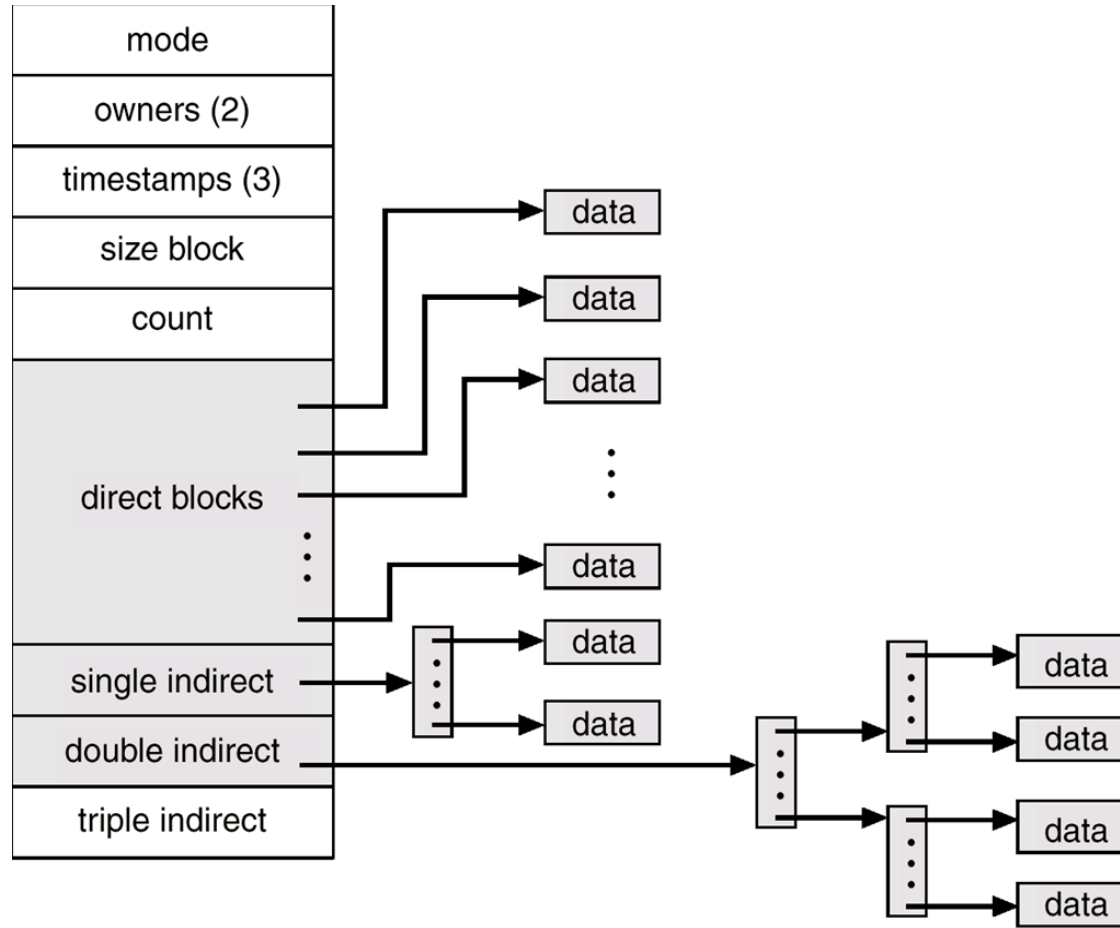 mode
owners (2)
timestamps (3)
size block
count
direct blocks
single indirect
double indirect
triple indirect
data
data
data
data
data
data
data
data
data
data